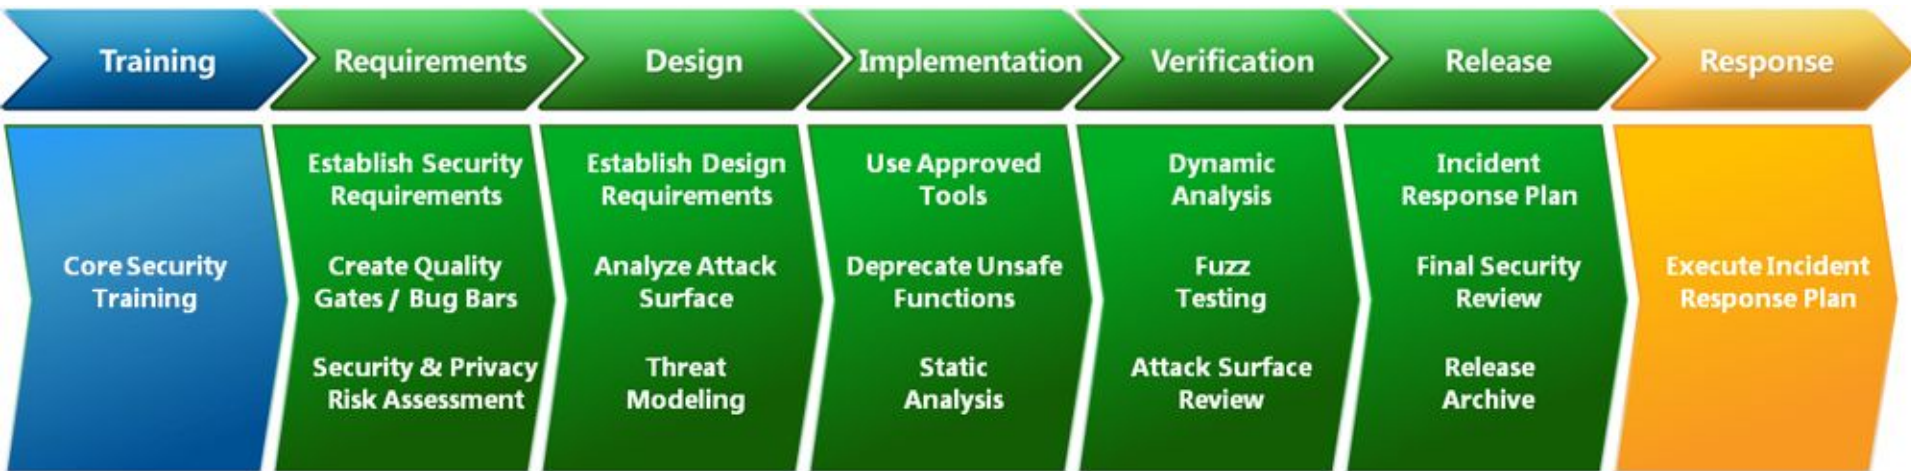 Training
Requirements
Design
Implementation
Verification
Release
Response
Core Security
Training
Establish Security
Requirements
Create Quality
Gates / Bug Bars
Security & Privacy
Risk Assessment
Establish Design
Requirements
Analyze Attack
Surface
Threat
Modeling
Use Approved
Tools
Deprecate Unsafe
Functions
Static
Analysis
Dynamic
Analysis
Fuzz
Testing
Attack Surface
Review
Incident
Response Plan
Final Security
Review
Release
Archive
Execute Incident
Response Plan